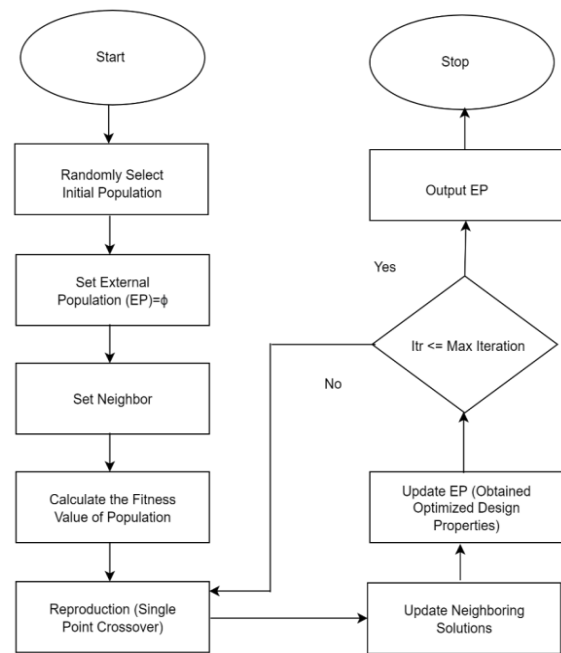 Start
Randomly Select
Initial Population
Set External
Population (EP)=ϕ
Set Neighbor
Calculate the Fitness
Value of Population
Reproduction (Single
Point Crossover)
Stop
Output EP
Yes
Itr <= Max Iteration
No
Update EP (Obtained
Optimized Design
Properties)
Update Neighboring
Solutions